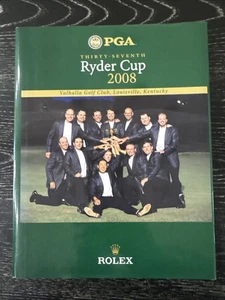 PGA
THIRTY-SEVENTH
Ryder Cup
2008
Valhalla Golf Club, Louisville, Kentucky
ROLEX